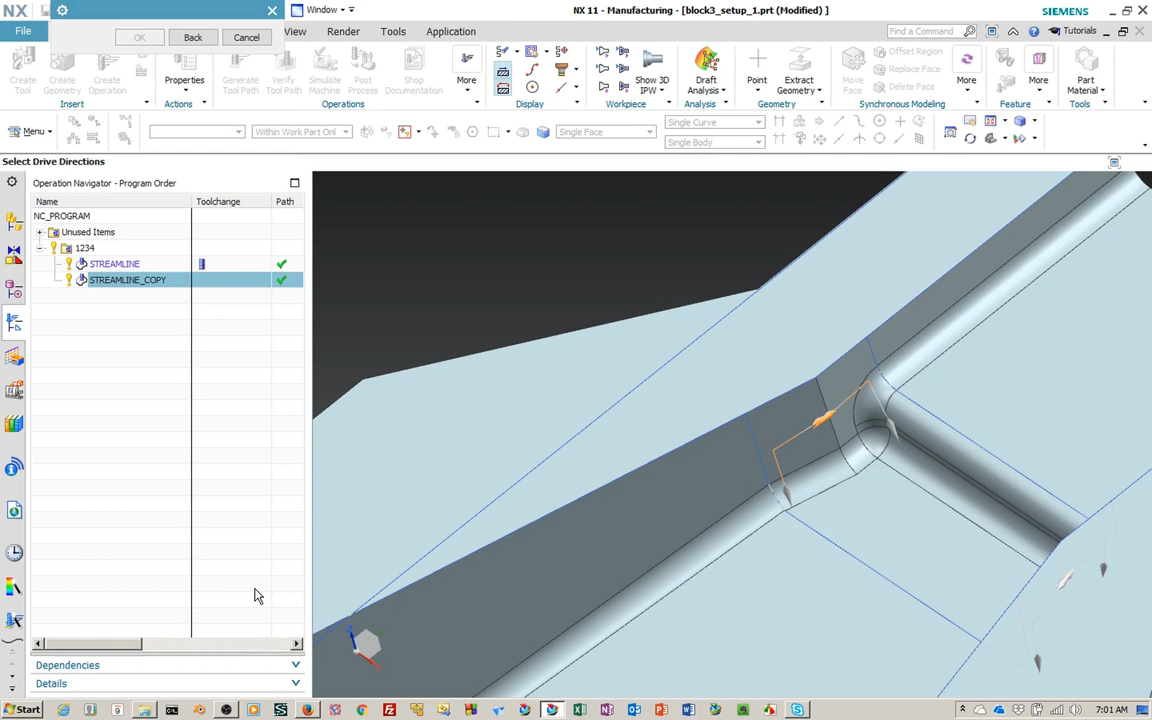 NX
Window
NX 11 - Manufacturing - [block3_setup_1.prt (Modified) ]
SIEMENS
OK
Back
Cancel
File
View
Render
Tools
Application
Find a Command
Tutorials
Create Tool
Create Geometry
Create Operation
Properties
Generate Tool Path
Verify Tool Path
Simulate Machine
Post Process
Shop Documentation
More
Show 3D IPW
Draft Analysis
Point
Extract Geometry
Move Face
Offset Region
Replace Face
Delete Face
More
More
Part Material
Insert
Actions
Operations
Display
Workpiece
Analysis
Geometry
Synchronous Modeling
Feature
Tools
Menu
Within Work Part Onl
Single Face
Single Curve
Single Body
Select Drive Directions
Operation Navigator - Program Order
Name
Toolchange
Path
NC_PROGRAM
Unused Items
1234
STREAMLINE
STREAMLINE_COPY
Dependencies
Details
Start
7:01 AM